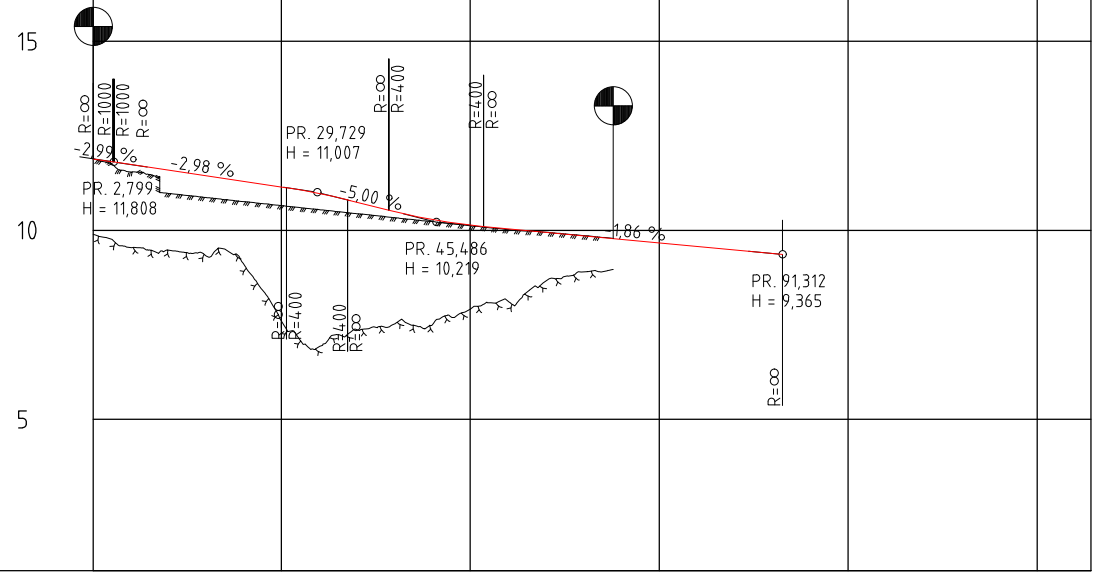 15
R=∞
R=1000
R=1000
R=∞
R=∞
R=400
R=400
R=∞
PR. 29,729
H = 11,007
-2,99 %
-2,98 %
-5,00 %
PR. 2,799
H = 11,808
10
-1,86 %
PR. 45,486
H = 10,219
PR. 91,312
H = 9,365
R=∞
R=400
R=400
R=∞
R=∞
5